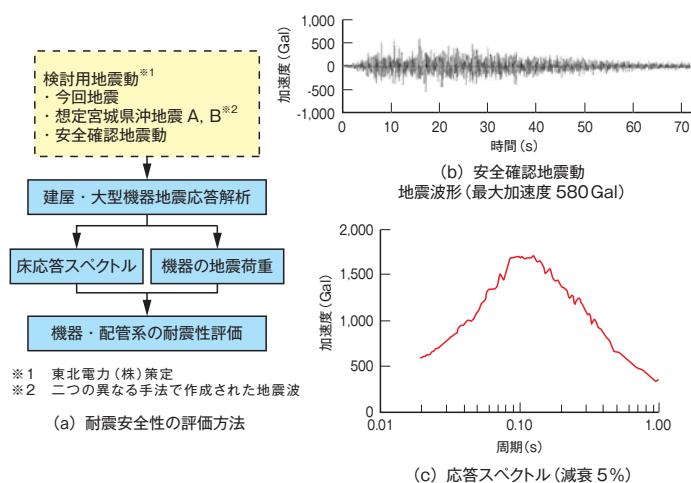 検討用地震動※1
・今回地震
・想定宮城県沖地震 A, B※2
・安全確認地震動
建屋・大型機器地震応答解析
床応答スペクトル
機器の地震荷重
機器・配管系の耐震性評価
※1 東北電力(株)策定
※2 二つの異なる手法で作成された地震波
(a) 耐震安全性の評価方法
加速度(Gal)
1,000
500
0
-500
-1,000
0 10 20 30 40 50 60 70
時間(s)
(b) 安全確認地震動
地震波形(最大加速度 580Gal)
加速度(Gal)
2,000
1,500
1,000
500
0
0.01 0.10 1.00
周期(s)
(c) 応答スペクトル(減衰 5%)